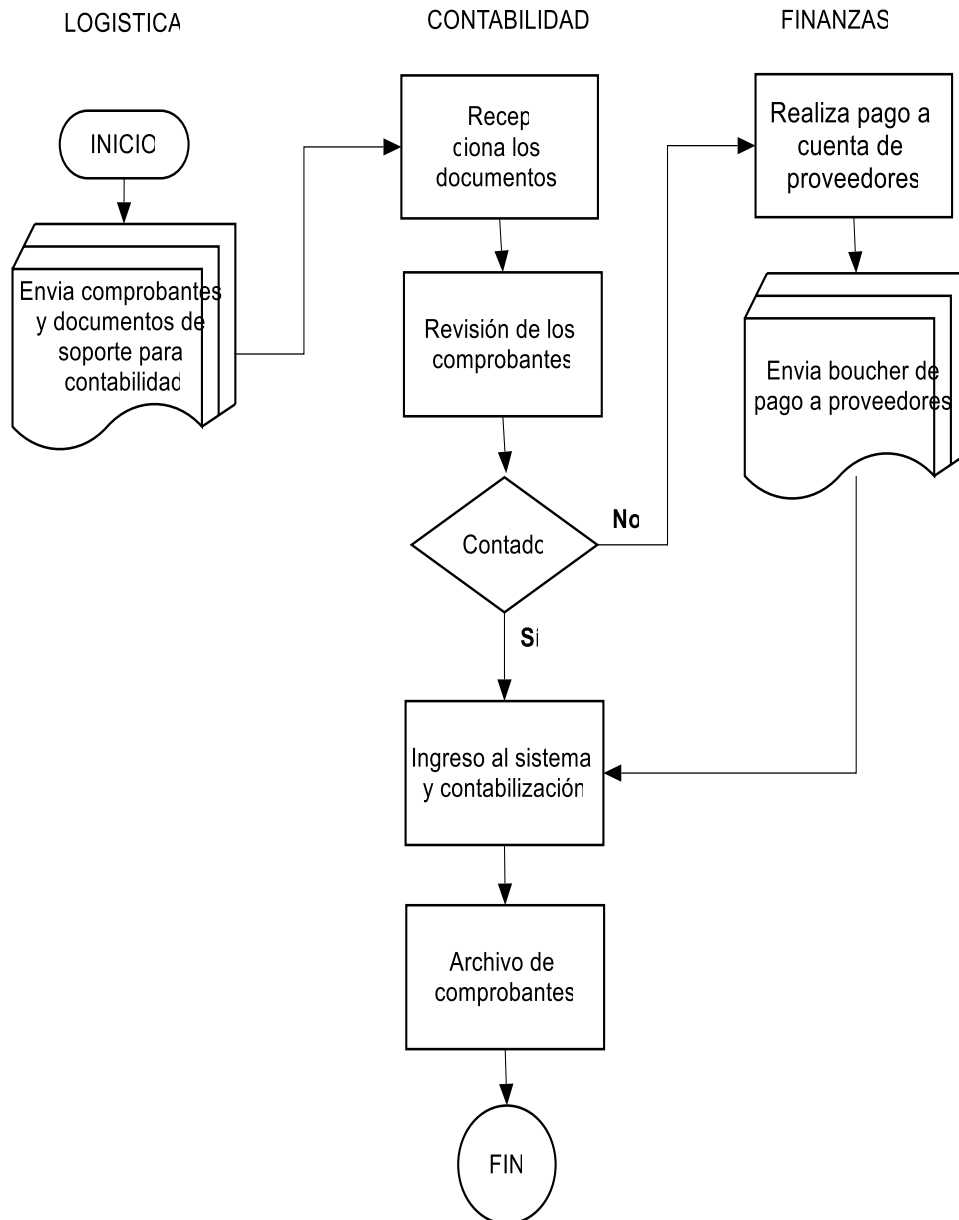 LOGISTICA
CONTABILIDAD
FINANZAS
INICIO
Envia comprobantes
y documentos de
soporte para
contabilidad
Recep
ciona los
documentos
Revisión de los
comprobantes
Contado
No
Si
Realiza pago a
cuenta de
proveedores
Envia boucher de
pago a proveedores
Ingreso al sistema
y contabilización
Archivo de
comprobantes
FIN